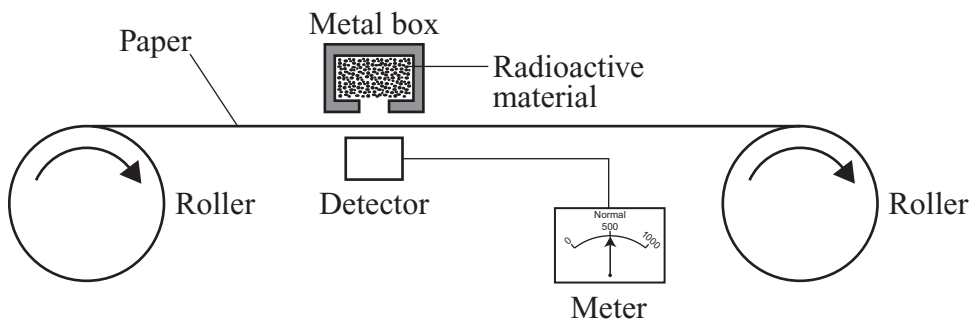 Metal box
Paper
Radioactive
material
Roller
Detector
Roller
Normal
500
0
1000
Meter